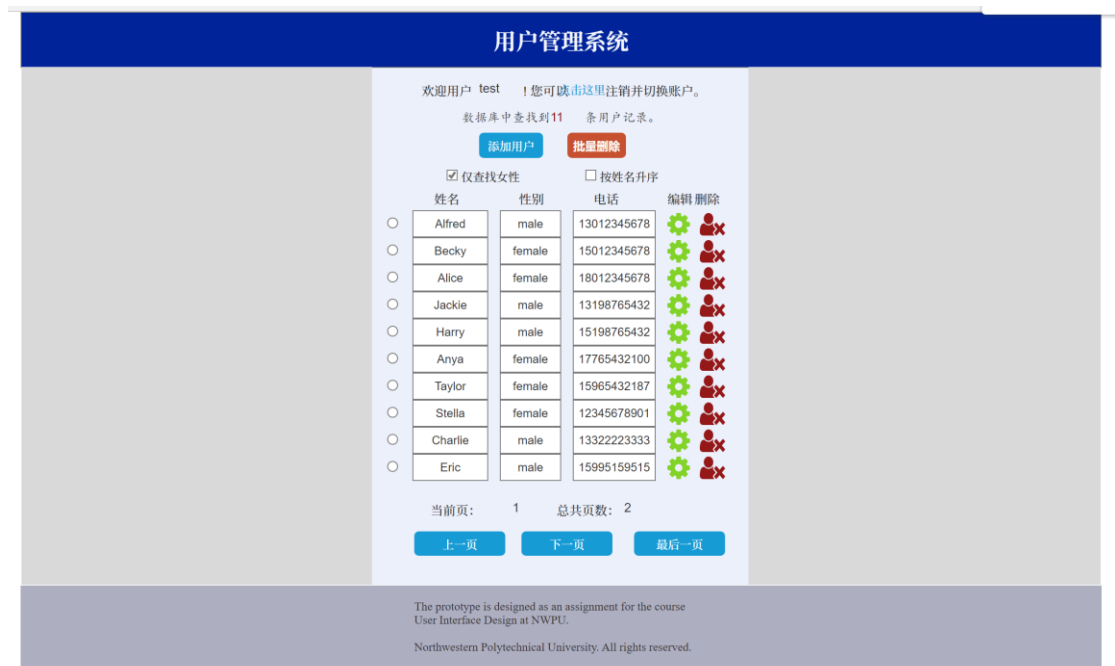 用户管理系统
欢迎用户 test !您可以点击这里注销并切换账户。
数据库中查找到11 条用户记录。
添加用户 批量删除
仅查找女性 按姓名升序
姓名 性别 电话 编辑 删除
Alfred male 13012345678
Becky female 15012345678
Alice female 18012345678
Jackie male 13198765432
Harry male 15198765432
Anya female 17765432100
Taylor female 15965432187
Stella female 12345678901
Charlie male 13322223333
Eric male 15995159515
当前页: 1 总共页数: 2
上一页 下一页 最后一页
The prototype is designed as an assignment for the course
User Interface Design at NWPU.
Northwestern Polytechnical University. All rights reserved.